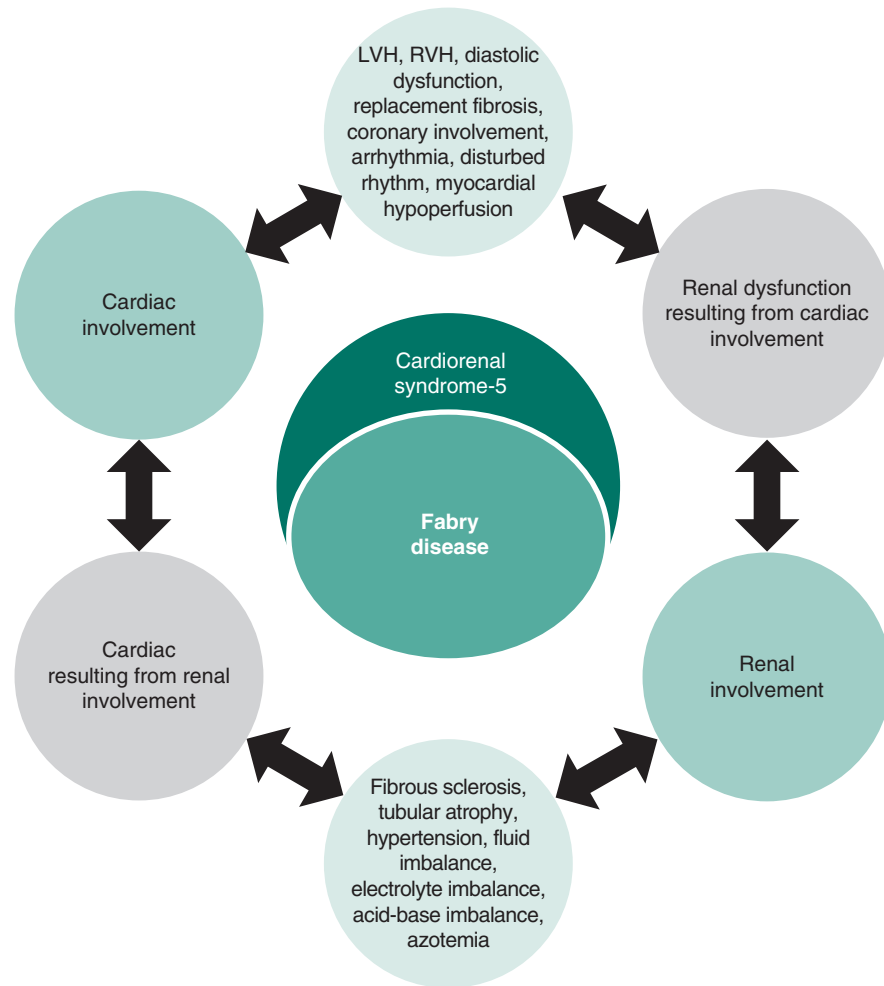 LVH, RVH, diastolic
dysfunction,
replacement fibrosis,
coronary involvement,
arrhythmia, disturbed
rhythm, myocardial
hypoperfusion
Cardiac
involvement
Renal dysfunction
resulting from cardiac
involvement
Cardiorenal
syndrome-5
Fabry
disease
Cardiac
resulting from renal
involvement
Renal
involvement
Fibrous sclerosis,
tubular atrophy,
hypertension, fluid
imbalance,
electrolyte imbalance,
acid-base imbalance,
azotemia